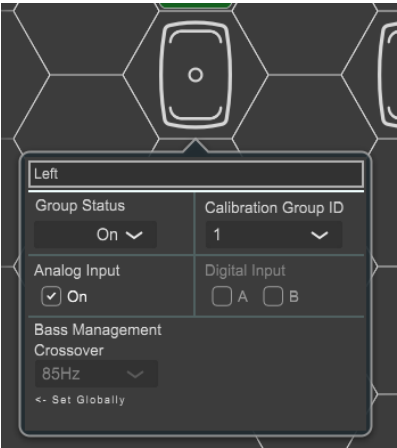 Left
Group Status
Calibration Group ID
On
1
Analog Input
Digital Input
On
A
B
Bass Management
Crossover
85Hz
<- Set Globally